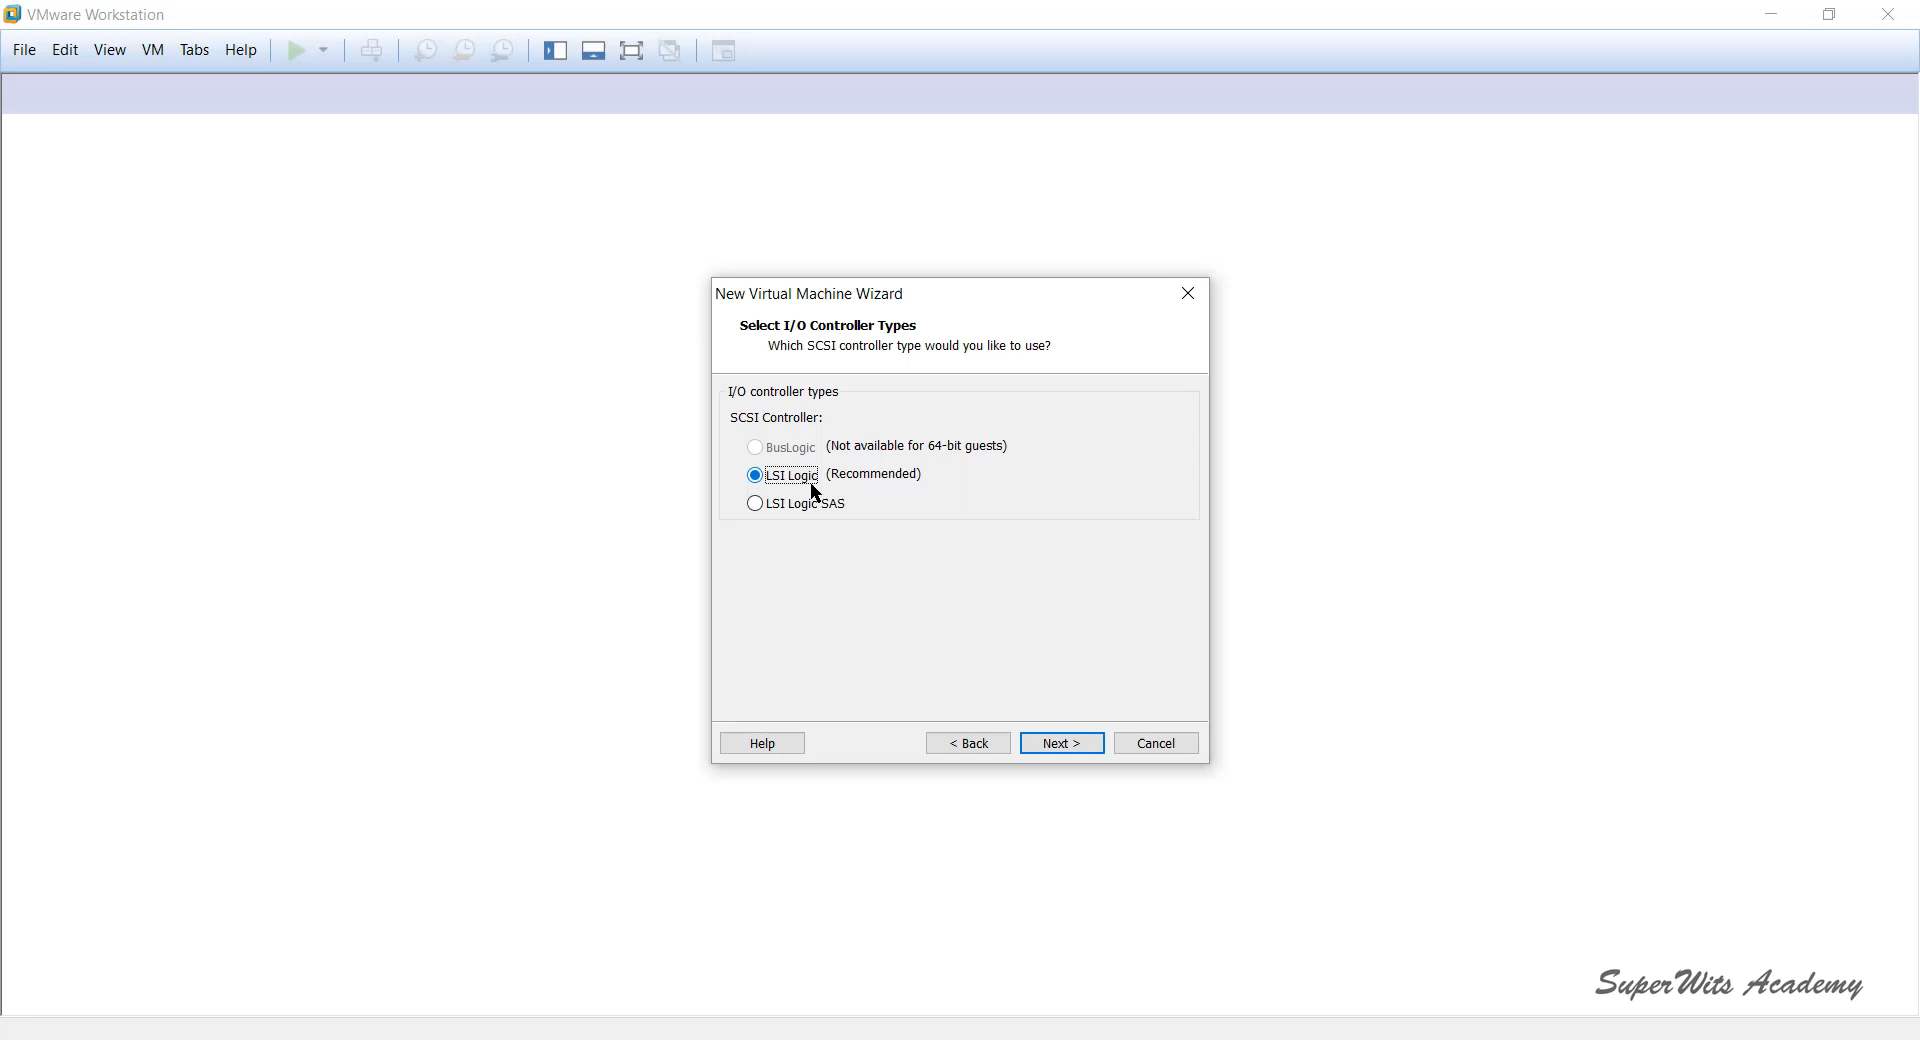 VMware Workstation
File Edit View VM Tabs Help
New Virtual Machine Wizard
Select I/O Controller Types
Which SCSI controller type would you like to use?
I/O controller types
SCSI Controller:
BusLogic (Not available for 64-bit guests)
LSI Logic (Recommended)
LSI Logic SAS
Help < Back Next > Cancel
SuperWits Academy